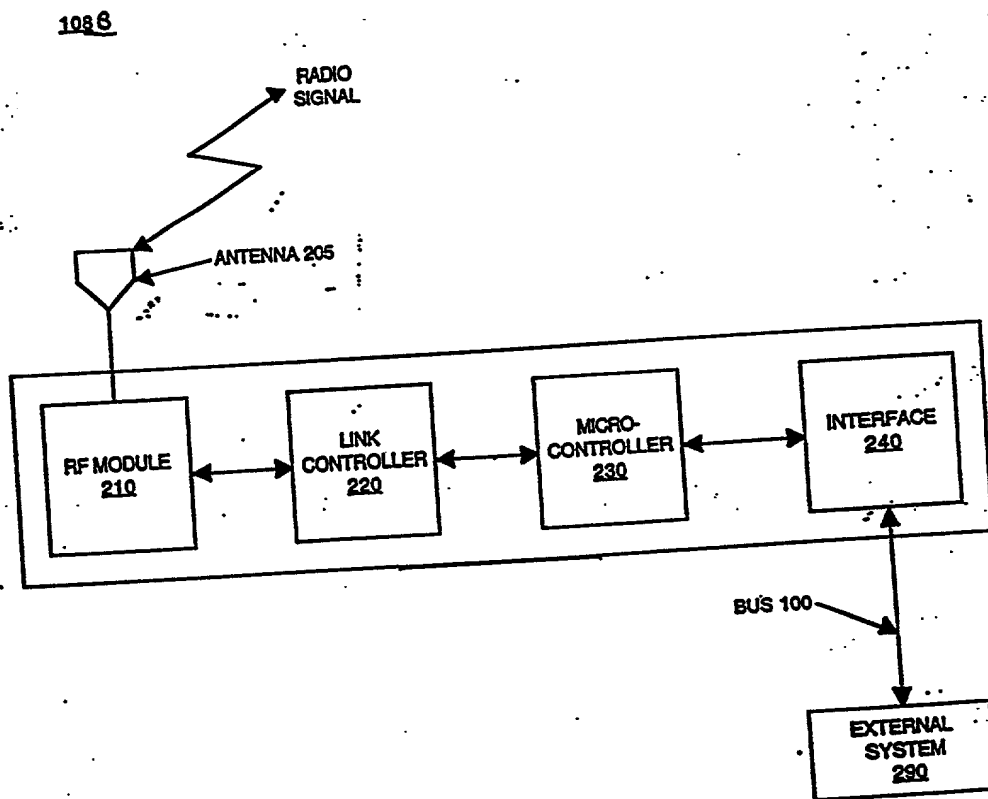 1086
RADIO
SIGNAL
ANTENNA 205
RF MODULE
210
LINK
CONTROLLER
220
MICRO-
CONTROLLER
230
INTERFACE
240
BUS 100
EXTERNAL
SYSTEM
290